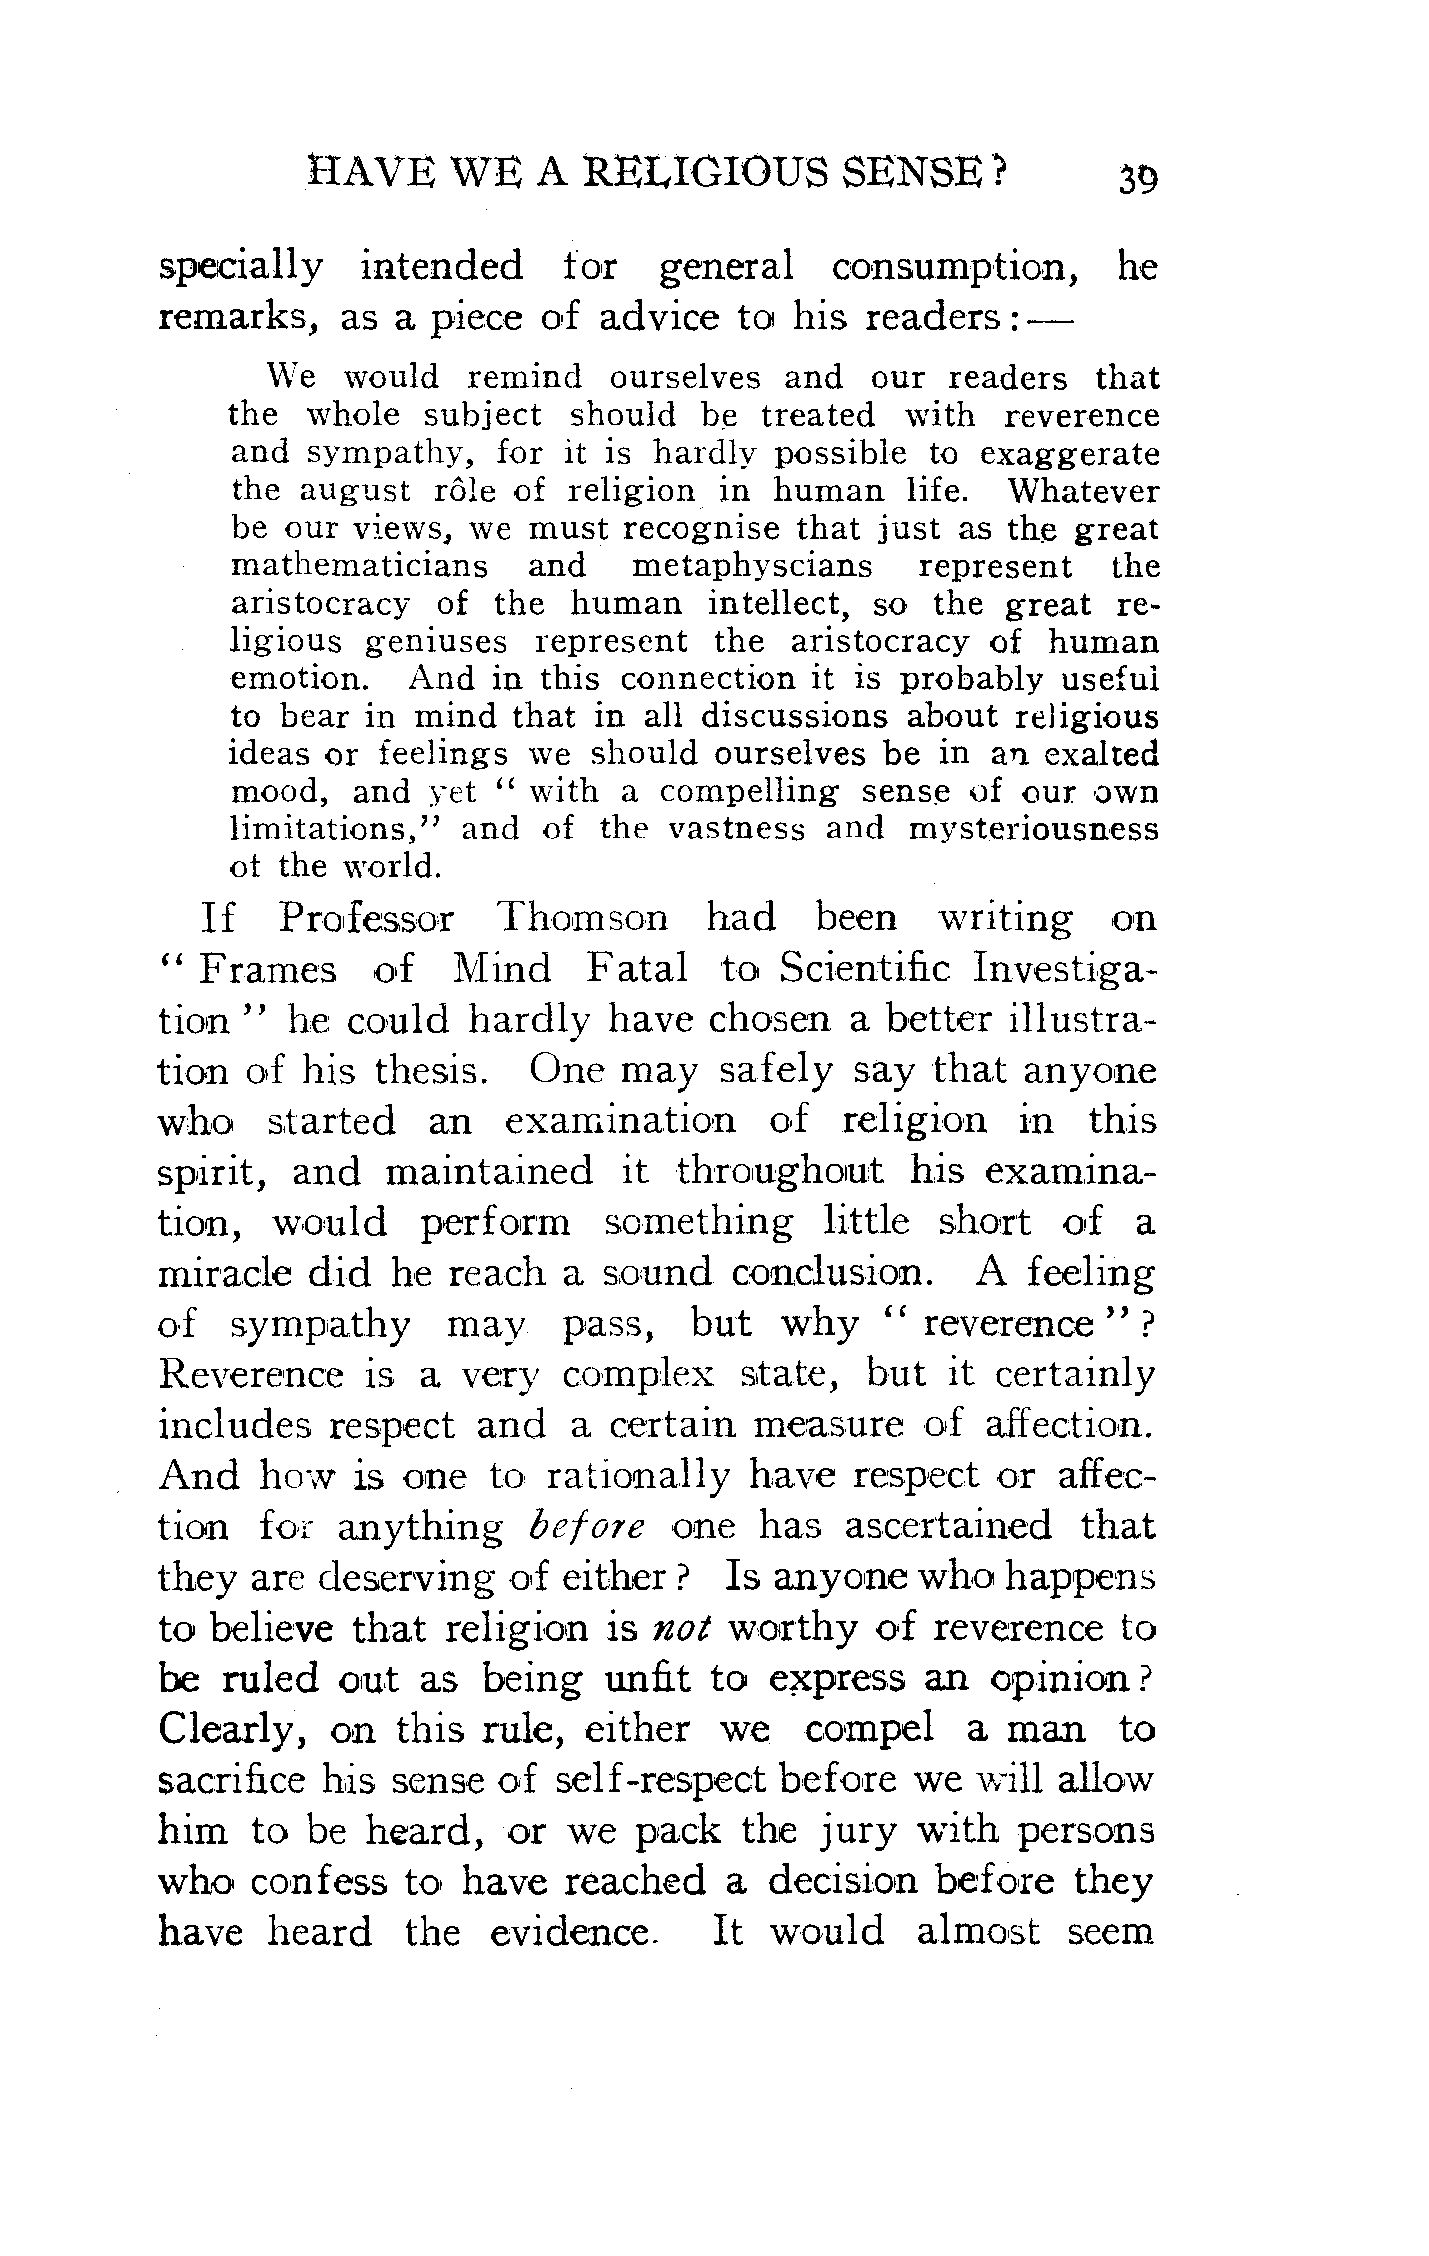 HAVE WE A RELIGIOUS SENSE? 39
specially intended for general consumption, he
remarks, as a piece of advice to his readers:—
We would remind ourselves and our readers that
the whole subject should be treated with reverence
and sympathy, for it is hardly possible to exaggerate
the august rôle of religion in human life. Whatever
be our views, we must recognise that just as the great
mathematicians and metaphyscians represent the
aristocracy of the human intellect, so the great re-
ligious geniuses represent the aristocracy of human
emotion. And in this connection it is probably useful
to bear in mind that in all discussions about religious
ideas or feelings we should ourselves be in an exalted
mood, and yet “ with a compelling sense of our own
limitations,” and of the vastness and mysteriousness
of the world.
If Professor Thomson had been writing on
“ Frames of Mind Fatal to Scientific Investiga-
tion ” he could hardly have chosen a better illustra-
tion of his thesis. One may safely say that anyone
who started an examination of religion in this
spirit, and maintained it throughout his examina-
tion, would perform something little short of a
miracle did he reach a sound conclusion. A feeling
of sympathy may pass, but why “ reverence ” ?
Reverence is a very complex state, but it certainly
includes respect and a certain measure of affection.
And how is one to rationally have respect or affec-
tion for anything before one has ascertained that
they are deserving of either ? Is anyone who happens
to believe that religion is not worthy of reverence to
be ruled out as being unfit to express an opinion ?
Clearly, on this rule, either we compel a man to
sacrifice his sense of self-respect before we will allow
him to be heard, or we pack the jury with persons
who confess to have reached a decision before they
have heard the evidence. It would almost seem